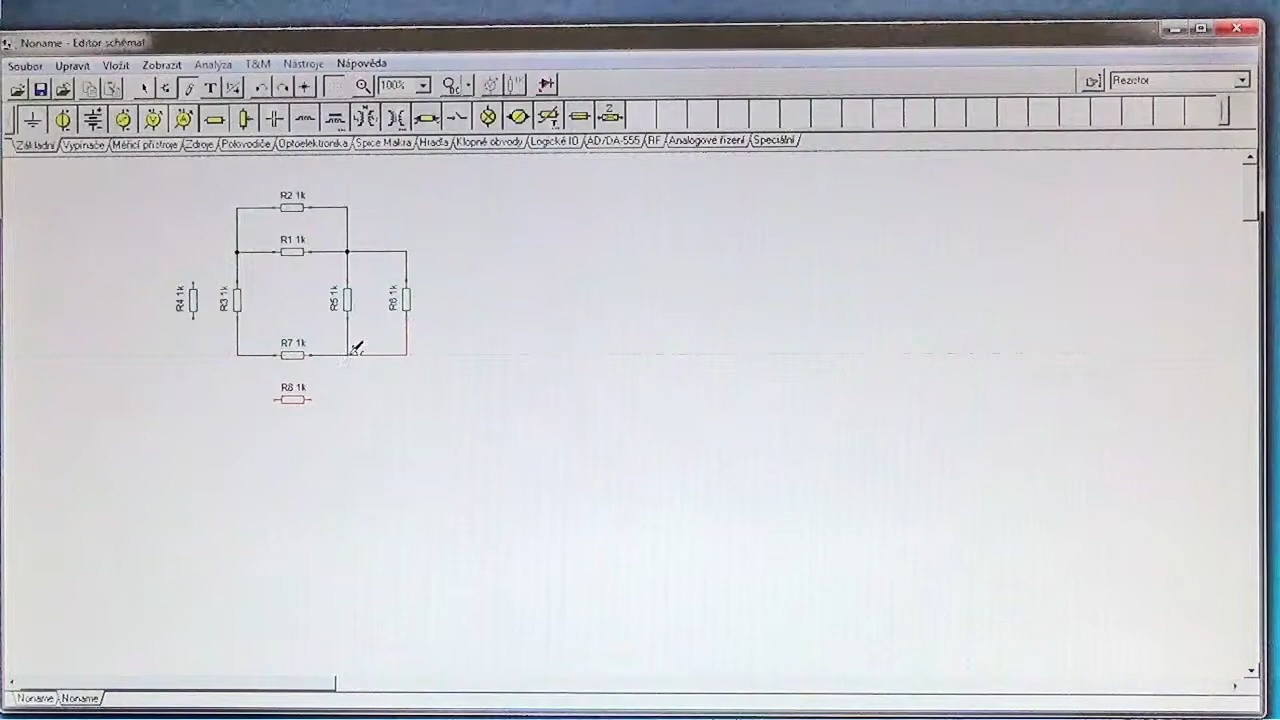 Noname - Editor schémat
Soubor Upravit Vložit Zobrazit Analýza T&M Nástroje Nápověda
100% Rezistor
Základní Vypínače Měřicí přístroje Zdroje Polovodiče Optoelektronika Spice Makra Hradla Klopné obvody Logické IO AD/DA-555 RF Analogové řízení Speciální
R2 1k
R1 1k
R4 1k
R3 1k
R5 1k
R6 1k
R7 1k
R8 1k
Noname Noname